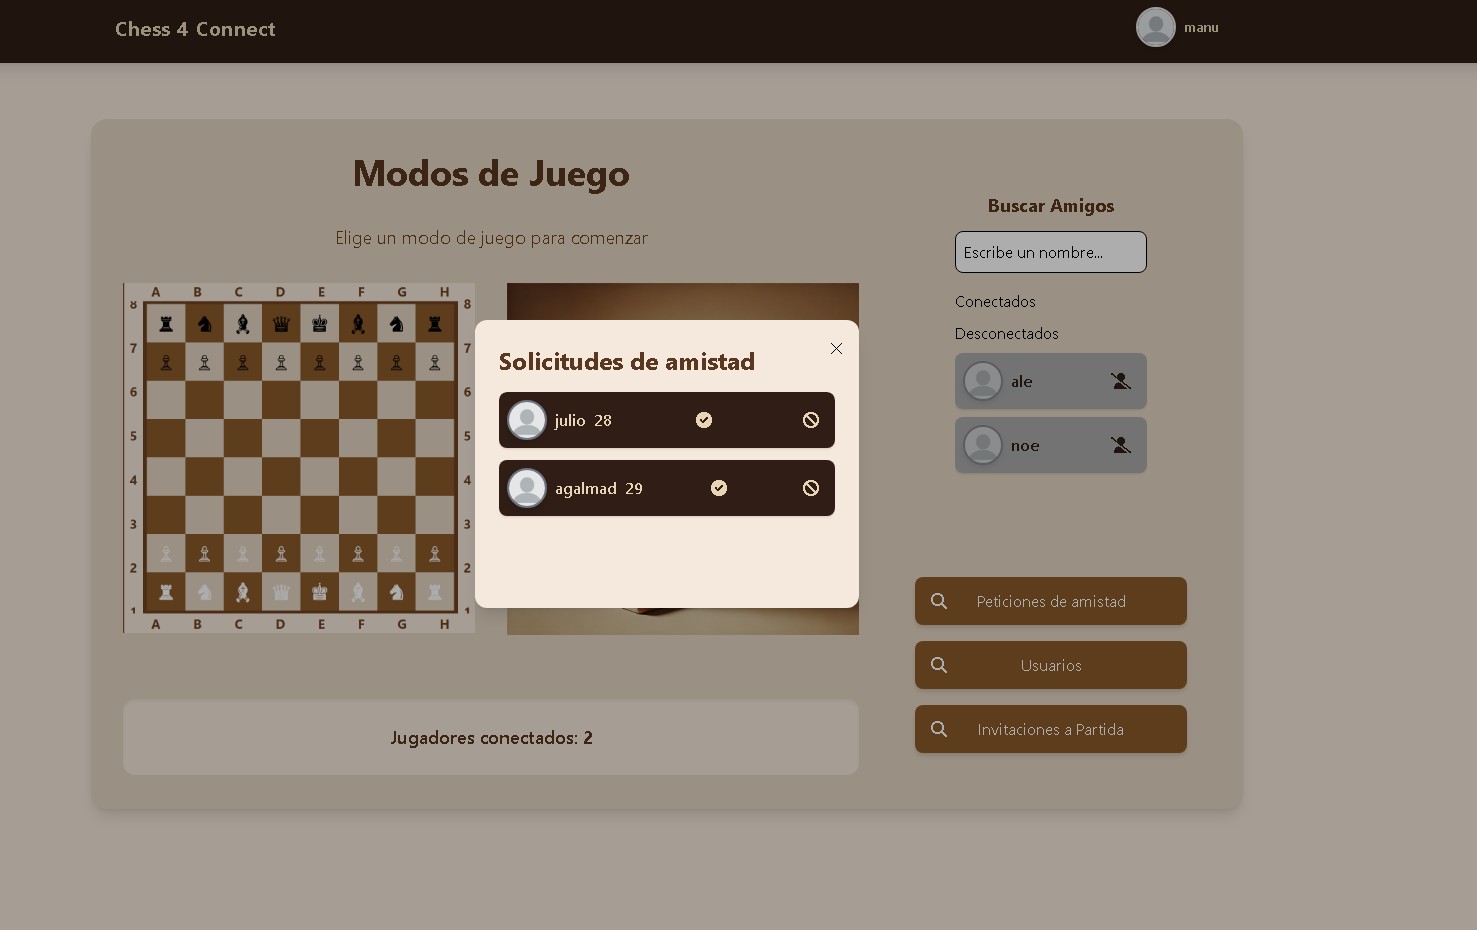 Chess 4 Connect
manu
Modos de Juego
Elige un modo de juego para comenzar
A B C D E F G H
8 8
7 7
6 6
5 5
4 4
3 3
2 2
1 1
A B C D E F G H
Solicitudes de amistad
julio 28
agalmad 29
Jugadores conectados: 2
Buscar Amigos
Escribe un nombre...
Conectados
Desconectados
ale
noe
Peticiones de amistad
Usuarios
Invitaciones a Partida